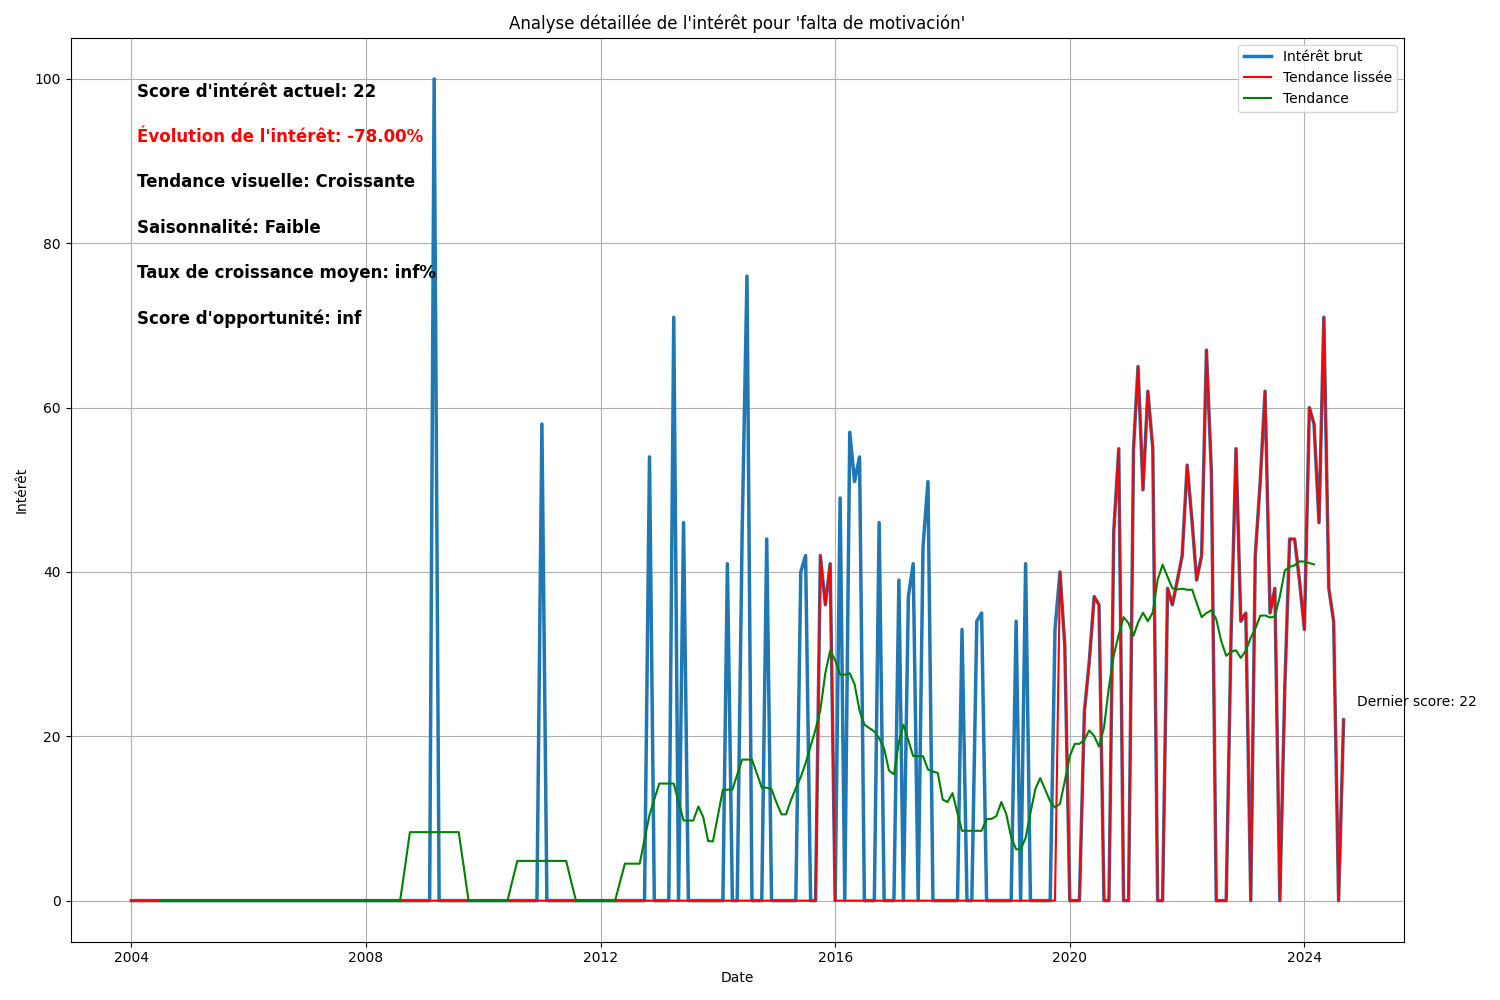 Analyse détaillée de l'intérêt pour 'falta de motivación'
Intérêt brut
Tendance lissée
Tendance
Score d'intérêt actuel: 22
Évolution de l'intérêt: -78.00%
Tendance visuelle: Croissante
Saisonnalité: Faible
Taux de croissance moyen: inf%
Score d'opportunité: inf
Dernier score: 22
Intérêt
100
80
60
40
20
0
2004
2008
2012
2016
2020
2024
Date